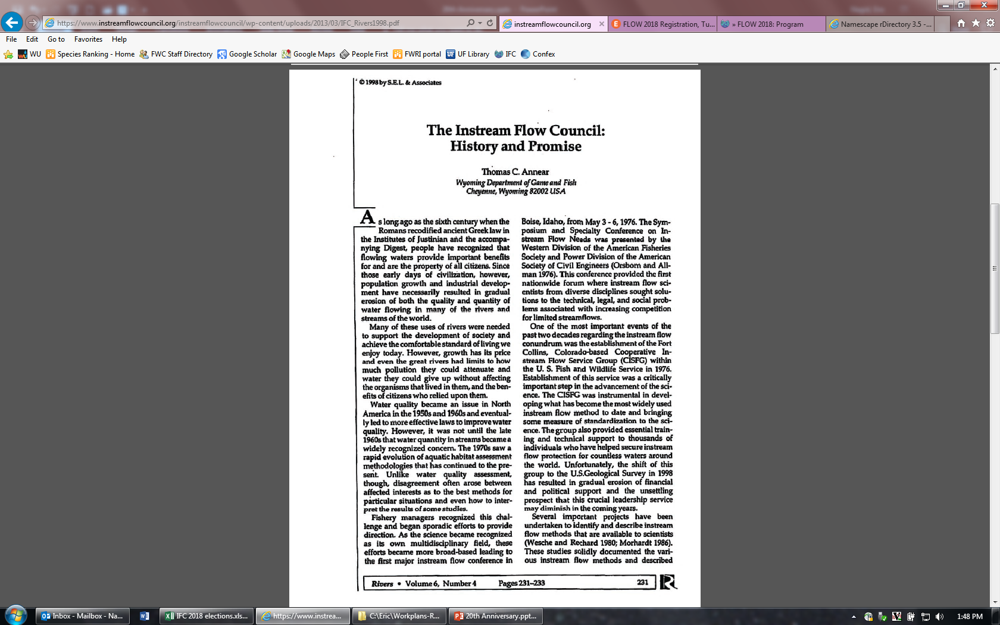 https://www.instreamflowcouncil.org/instreamflowcouncil/wp-content/uploads/2013/03/IFC_Rivers1998.pdf
instreamflowcouncil.org
FLOW 2018 Registration, Tu...
» FLOW 2018: Program
Namescape rDirectory 3.5 -...
File Edit Go to Favorites Help
WU Species Ranking - Home FWC Staff Directory Google Scholar Google Maps People First FWRI portal UF Library IFC Confex
© 1998 by S.E.L. & Associates
The Instream Flow Council:
History and Promise
Thomas C. Annear
Wyoming Department of Game and Fish
Cheyenne, Wyoming 82002 USA
As long ago as the sixth century when the
Romans recodified ancient Greek law in
the Institutes of Justinian and the accompa-
nying Digest, people have recognized that
flowing waters provide important benefits
for and are the property of all citizens. Since
those early days of civilization, however,
population growth and industrial develop-
ment have necessarily resulted in gradual
erosion of both the quality and quantity of
water flowing in many of the rivers and
streams of the world.
Many of these uses of rivers were needed
to support the development of society and
achieve the comfortable standard of living we
enjoy today. However, growth has its price
and even the great rivers had limits to how
much pollution they could attenuate and
water they could give up without affecting
the organisms that lived in them, and the ben-
efits of citizens who relied upon them.
Water quality became an issue in North
America in the 1950s and 1960s and eventual-
ly led to more effective laws to improve water
quality. However, it was not until the late
1960s that water quantity in streams became a
widely recognized concern. The 1970s saw a
rapid evolution of aquatic habitat assessment
methodologies that has continued to the pre-
sent. Unlike water quality assessment,
though, disagreement often arose between
affected interests as to the best methods for
particular situations and even how to inter-
pret the results of some studies.
Fishery managers recognized this chal-
lenge and began sporadic efforts to provide
direction. As the science became recognized
as its own multidisciplinary field, these
efforts became more broad-based leading to
the first major instream flow conference in
Boise, Idaho, from May 3 - 6, 1976. The Sym-
posium and Specialty Conference on In-
stream Flow Needs was presented by the
Western Division of the American Fisheries
Society and Power Division of the American
Society of Civil Engineers (Orsborn and All-
man 1976). This conference provided the first
nationwide forum where instream flow sci-
entists from diverse disciplines sought solu-
tions to the technical, legal, and social prob-
lems associated with increasing competition
for limited streamflows.
One of the most important events of the
past two decades regarding the instream flow
conundrum was the establishment of the Fort
Collins, Colorado-based Cooperative In-
stream Flow Service Group (CISFG) within
the U. S. Fish and Wildlife Service in 1976.
Establishment of this service was a critically
important step in the advancement of the sci-
ence. The CISFG was instrumental in devel-
oping what has become the most widely used
instream flow method to date and bringing
some measure of standardization to the sci-
ence. The group also provided essential train-
ing and technical support to thousands of
individuals who have helped secure instream
flow protection for countless waters around
the world. Unfortunately, the shift of this
group to the U.S.Geological Survey in 1998
has resulted in gradual erosion of financial
and political support and the unsettling
prospect that this crucial leadership service
may diminish in the coming years.
Several important projects have been
undertaken to identify and describe instream
flow methods that are available to scientists
(Wesche and Rechard 1980; Morhardt 1986).
These studies solidly documented the vari-
ous instream flow methods and described
Rivers • Volume 6, Number 4 Pages 231–233 231
R
Inbox - Mailbox - Na...
IFC 2018 elections.xls...
https://www.instrea...
C:\Eric\Workplans-R...
20th Anniversary.ppt...
1:48 PM